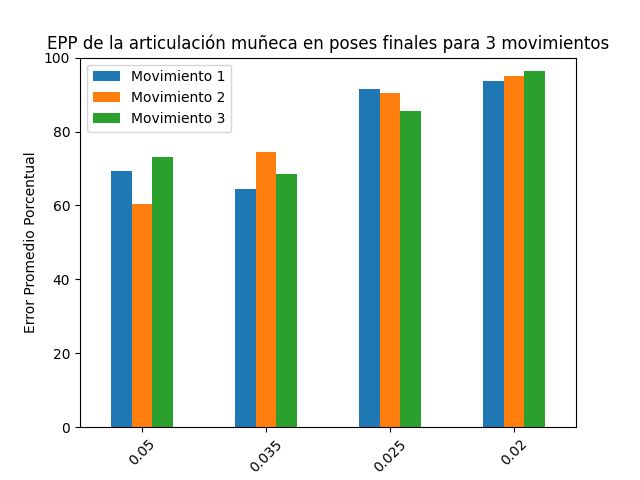 EPP de la articulación muñeca en poses finales para 3 movimientos
100
80
60
40
20
0
Error Promedio Porcentual
Movimiento 1
Movimiento 2
Movimiento 3
0.05
0.035
0.025
0.02